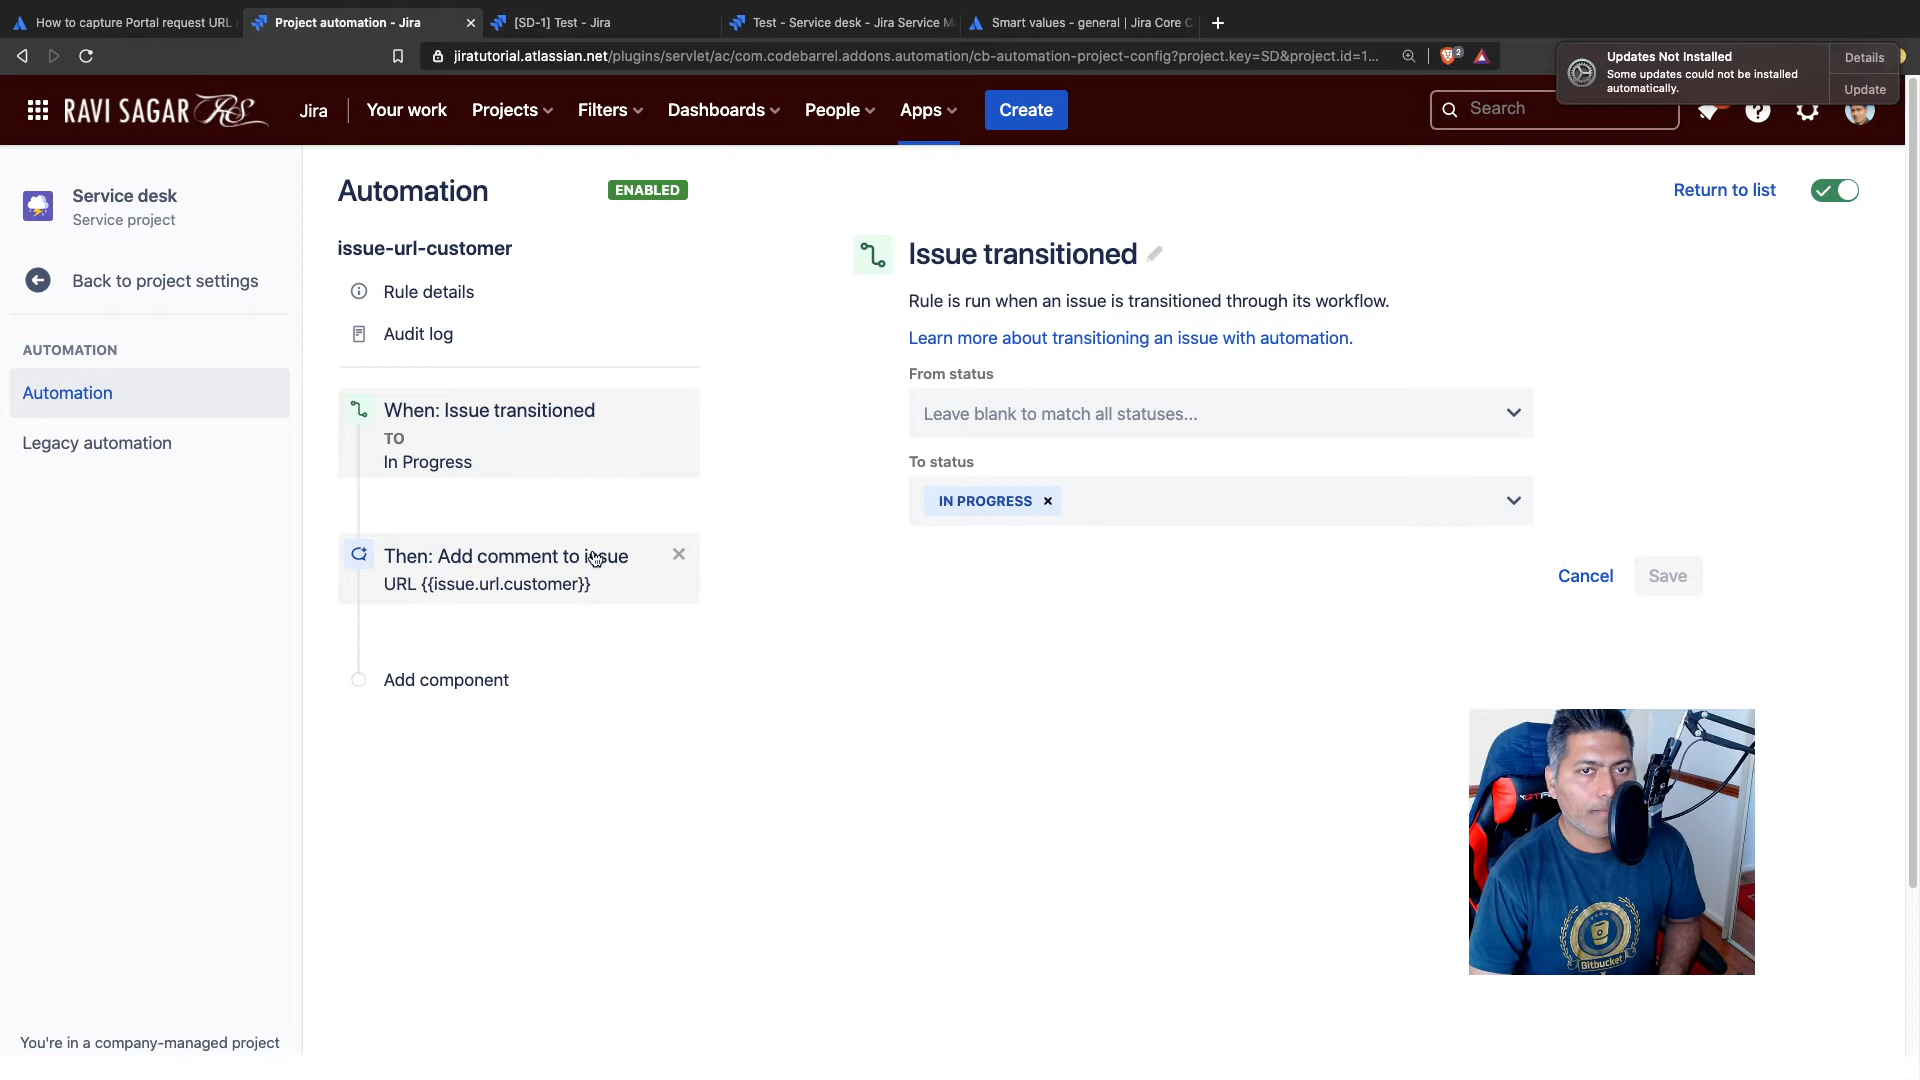 How to capture Portal request URL
Project automation - Jira
[SD-1] Test - Jira
Test - Service desk - Jira Service M
Smart values - general | Jira Core C
jiratutorial.atlassian.net/plugins/servlet/ac/com.codebarrel.addons.automation/cb-automation-project-config?project.key=SD&project.id=1...
2
Updates Not Installed
Some updates could not be installed
automatically.
Details
Update
RAVI SAGAR RS
Jira
Your work
Projects
Filters
Dashboards
People
Apps
Create
Search
Service desk
Service project
Back to project settings
AUTOMATION
Automation
Legacy automation
You're in a company-managed project
Automation
ENABLED
Return to list
issue-url-customer
Rule details
Audit log
When: Issue transitioned
TO
In Progress
Then: Add comment to issue
URL {{issue.url.customer}}
Add component
Issue transitioned
Rule is run when an issue is transitioned through its workflow.
Learn more about transitioning an issue with automation.
From status
Leave blank to match all statuses...
To status
IN PROGRESS
Cancel
Save
Bitbucket